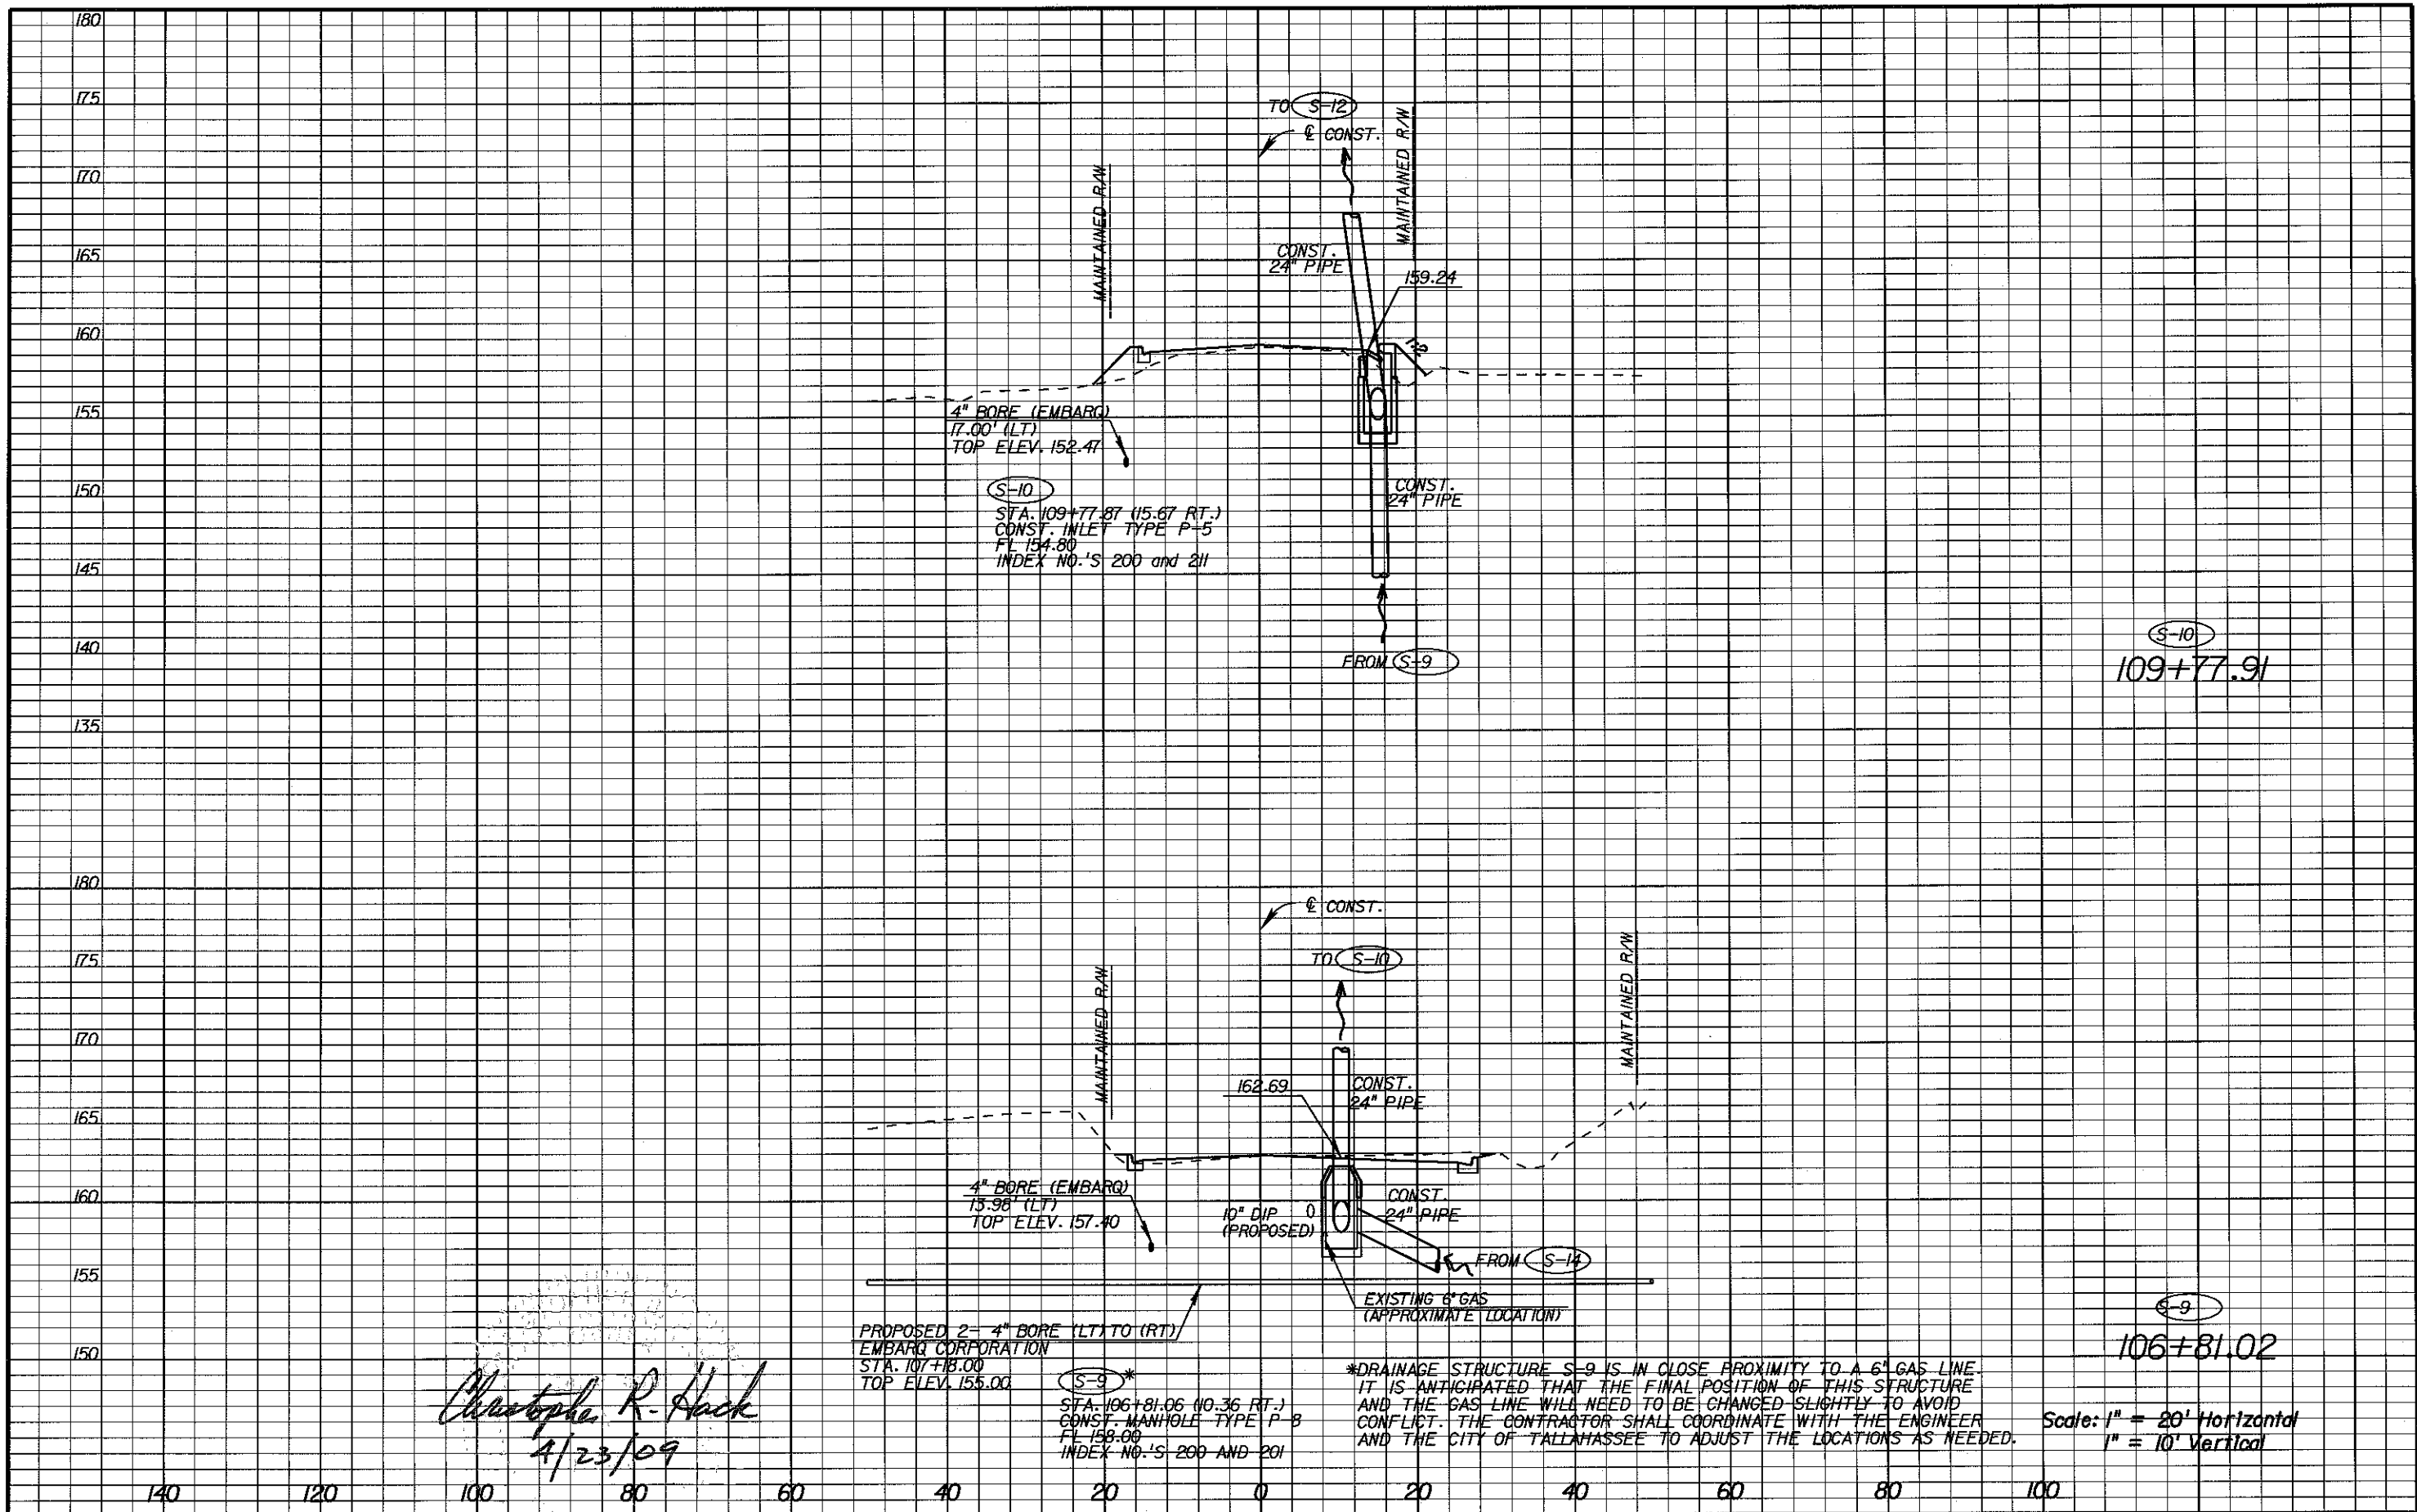 180
175
170
165
160
155
150
145
140
135
TO S-12
℄ CONST.
MAINTAINED R/W
MAINTAINED R/W
CONST.
24" PIPE
159.24
1:2
4" BORE (EMBARQ)
17.00' (LT)
TOP ELEV. 152.47
S-10
STA. 109+77.87 (15.67 RT.)
CONST. INLET TYPE P-5
FL 154.80
INDEX NO.'S 200 and 211
CONST.
24" PIPE
FROM S-9
S-10
109+77.91
180
175
170
165
160
155
150
℄ CONST.
TO S-10
MAINTAINED R/W
MAINTAINED R/W
162.69
CONST.
24" PIPE
4" BORE (EMBARQ)
13.98' (LT)
TOP ELEV. 157.40
10" DIP
(PROPOSED)
CONST.
24" PIPE
FROM S-14
EXISTING 6" GAS
(APPROXIMATE LOCATION)
PROPOSED 2- 4" BORE (LT) TO (RT)
EMBARQ CORPORATION
STA. 107+18.00
TOP ELEV. 155.00
S-9 *
STA. 106+81.06 (10.36 RT.)
CONST. MANHOLE TYPE P-8
FL 158.00
INDEX NO.'S 200 AND 201
*DRAINAGE STRUCTURE S-9 IS IN CLOSE PROXIMITY TO A 6" GAS LINE.
IT IS ANTICIPATED THAT THE FINAL POSITION OF THIS STRUCTURE
AND THE GAS LINE WILL NEED TO BE CHANGED SLIGHTLY TO AVOID
CONFLICT. THE CONTRACTOR SHALL COORDINATE WITH THE ENGINEER
AND THE CITY OF TALLAHASSEE TO ADJUST THE LOCATIONS AS NEEDED.
S-9
106+81.02
Scale: 1" = 20' Horizontal
1" = 10' Vertical
Christopher R. Hack
4/23/09
140 120 100 80 60 40 20 0 20 40 60 80 100